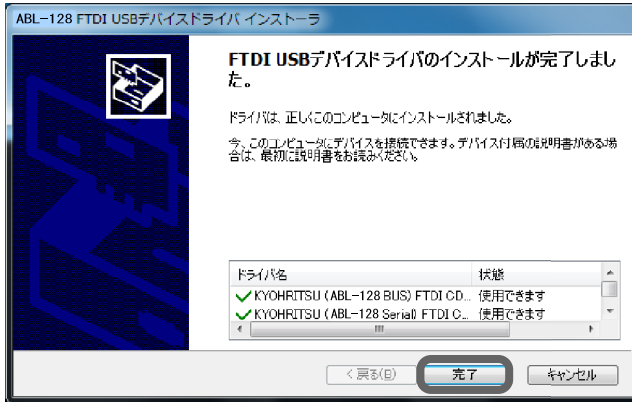 ABL-128 FTDI USBデバイスドライバ インストーラ
FTDI USBデバイスドライバのインストールが完了しまし
た。
ドライバは、正しくこのコンピュータにインストールされました。
今、このコンピュータにデバイスを接続できます。デバイス付属の説明書がある場
合は、最初に説明書をお読みください。
ドライバ名 状態
KYOHRITSU (ABL-128 BUS) FTDI CD... 使用できます
KYOHRITSU (ABL-128 Serial) FTDI C... 使用できます
< 戻る(B) 完了 キャンセル